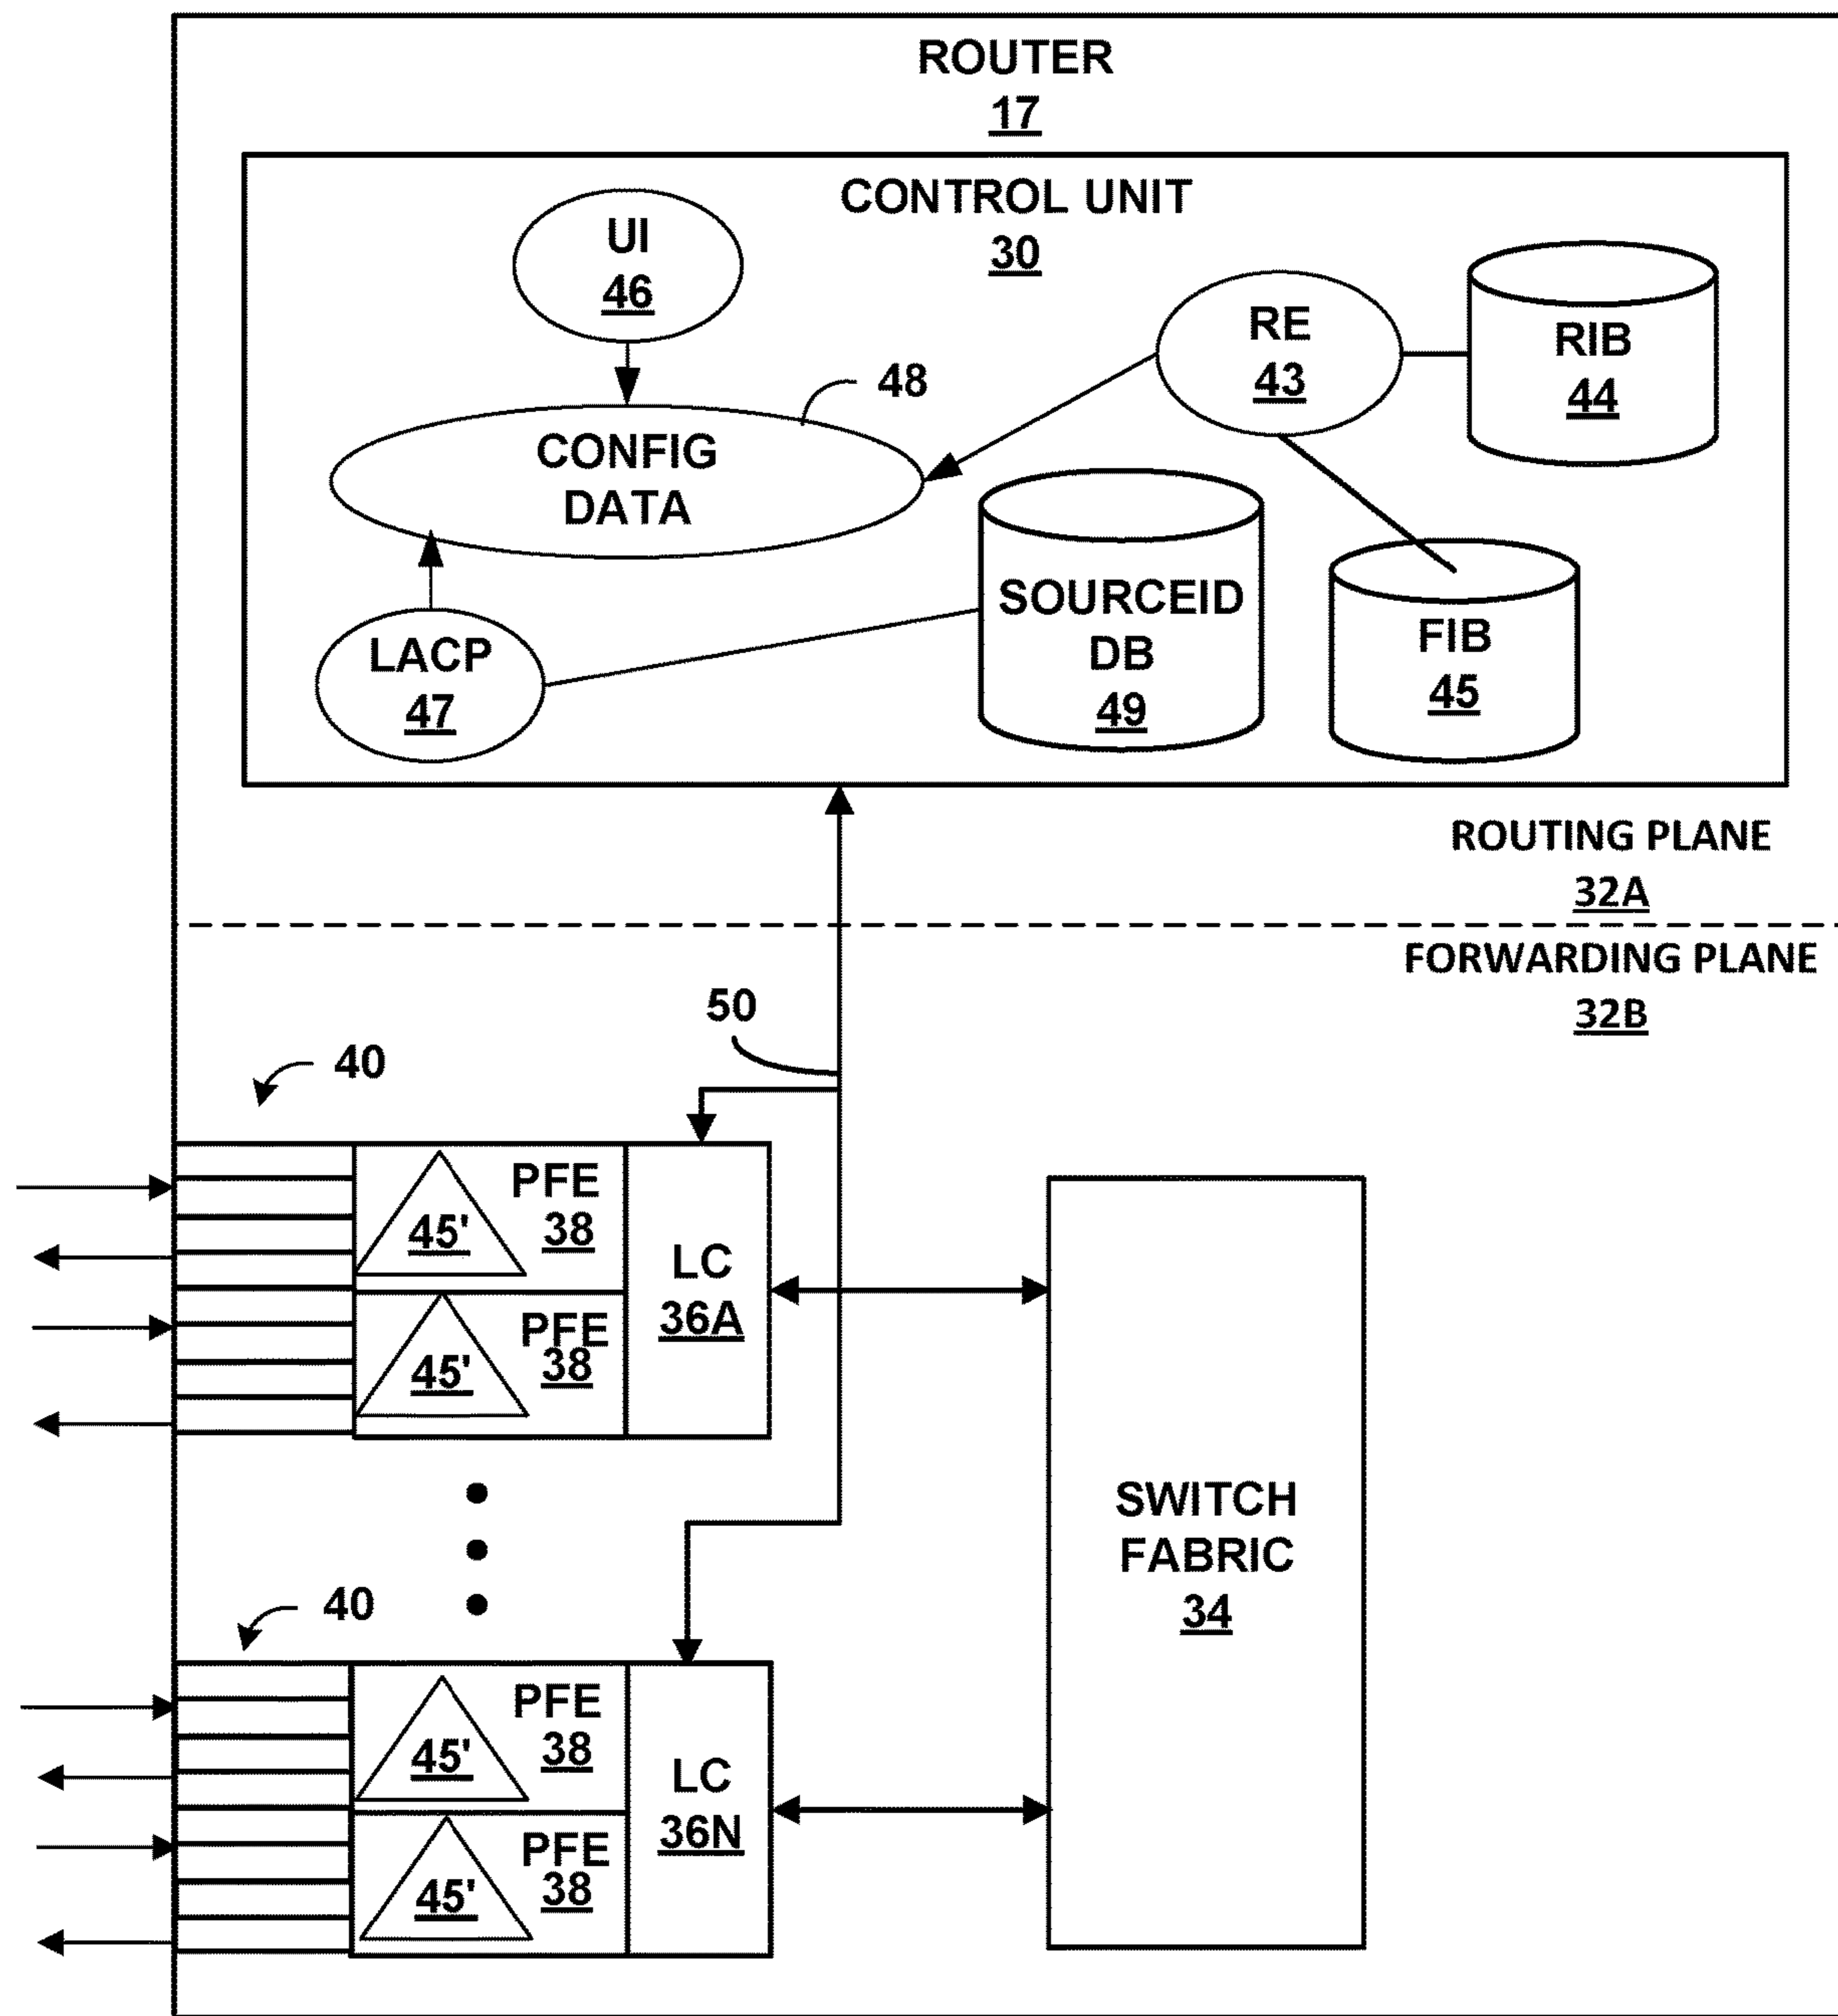 ROUTER
17
CONTROL UNIT
30
UI
46
RE
43
RIB
44
48
CONFIG
DATA
SOURCEID
DB
49
FIB
45
LACP
47
ROUTING PLANE
32A
FORWARDING PLANE
32B
50
40
PFE
38
45'
LC
36A
PFE
38
45'
SWITCH
FABRIC
34
40
PFE
38
45'
LC
36N
PFE
38
45'